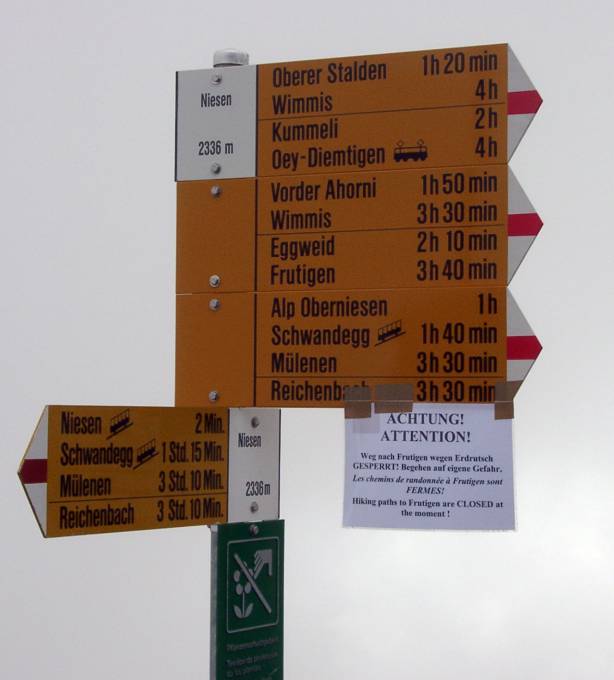 Niesen
2336 m
Oberer Stalden 1h 20 min
Wimmis 4h
Kummeli 2h
Oey-Diemtigen 4h
Vorder Ahorni 1h 50 min
Wimmis 3h 30 min
Eggweid 2h 10 min
Frutigen 3h 40 min
Alp Oberniesen 1h
Schwandegg 1h 40 min
Mülenen 3h 30 min
Reichenbach 3h 30 min
ACHTUNG!
ATTENTION!
Weg nach Frutigen wegen Erdrutsch
GESPERRT! Begehen auf eigene Gefahr.
Les chemins de randonnée à Frutigen sont
FERMES!
Hiking paths to Frutigen are CLOSED at
the moment !
Niesen 2 Min.
Schwandegg 1 Std. 15 Min.
Mülenen 3 Std. 10 Min.
Reichenbach 3 Std. 10 Min.
Niesen
2336m